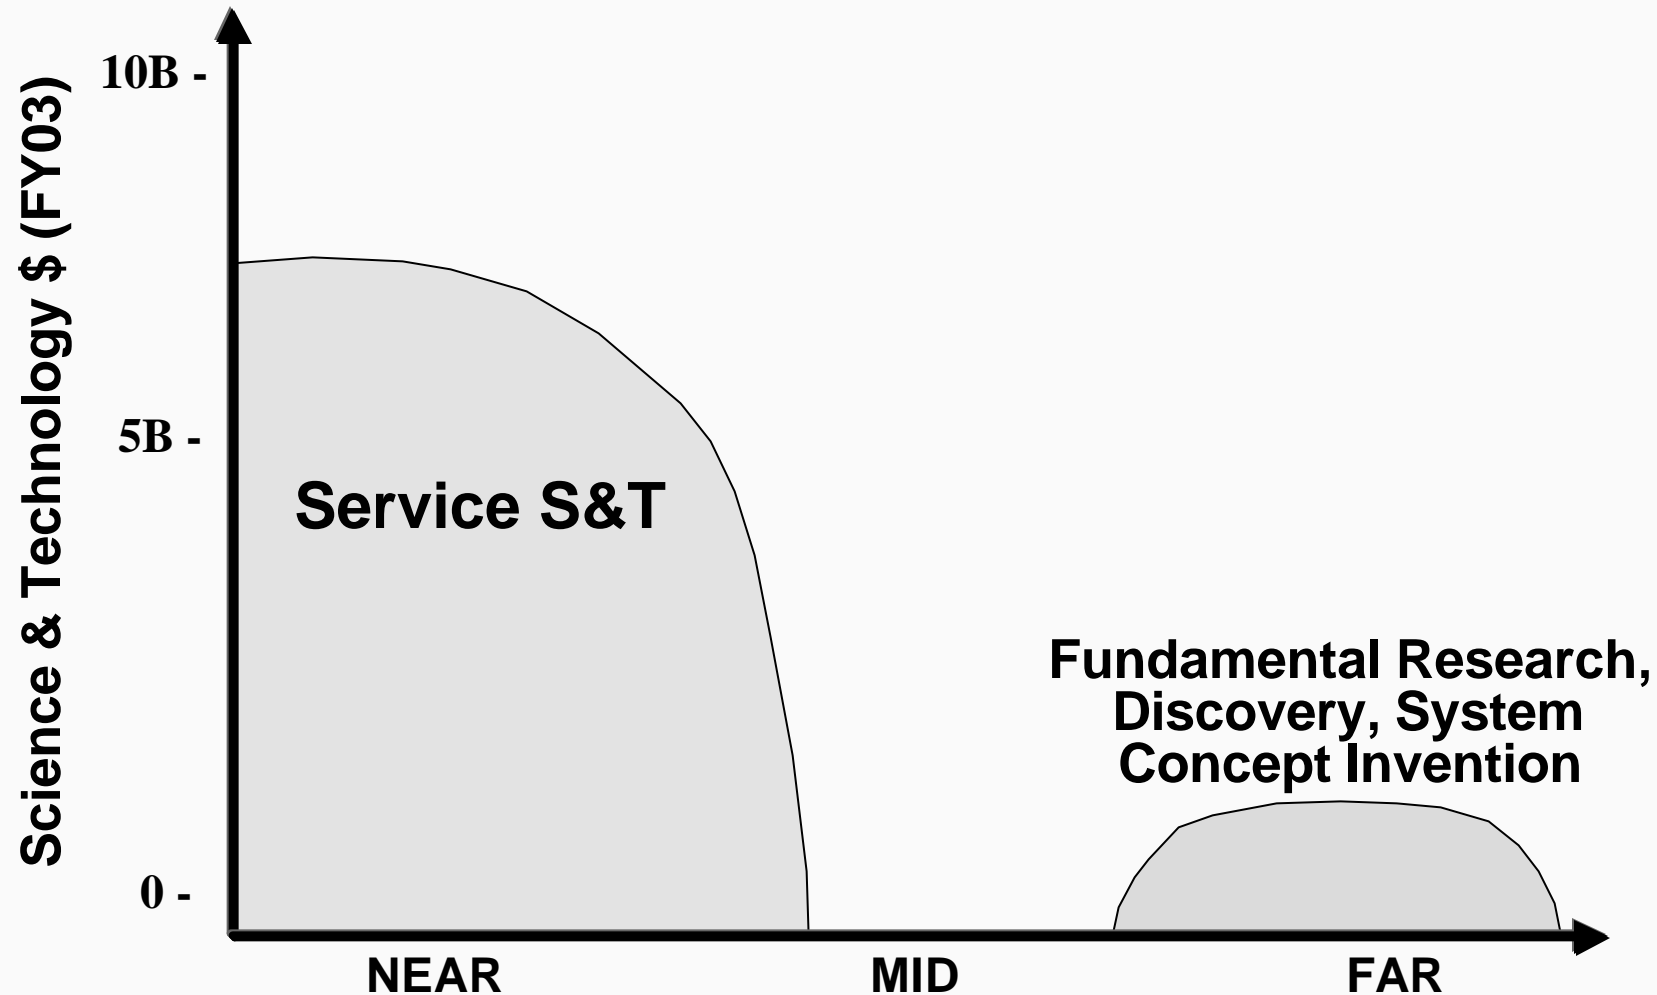 Science & Technology $ (FY03)
10B -
5B -
0 -
Service S&T
Fundamental Research,
Discovery, System
Concept Invention
NEAR
MID
FAR